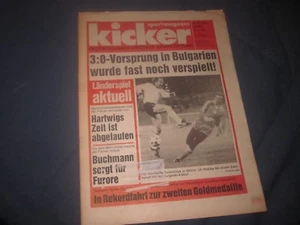 sportmagazin
kicker
3:0-Vorsprung in Bulgarien
wurde fast noch verspielt!
Länderspiel
aktuell
Hartwigs
Zeit ist
abgelaufen
Buchmann
sorgt für
Furore
In Rekordfahrt zur zweiten Goldmedaille